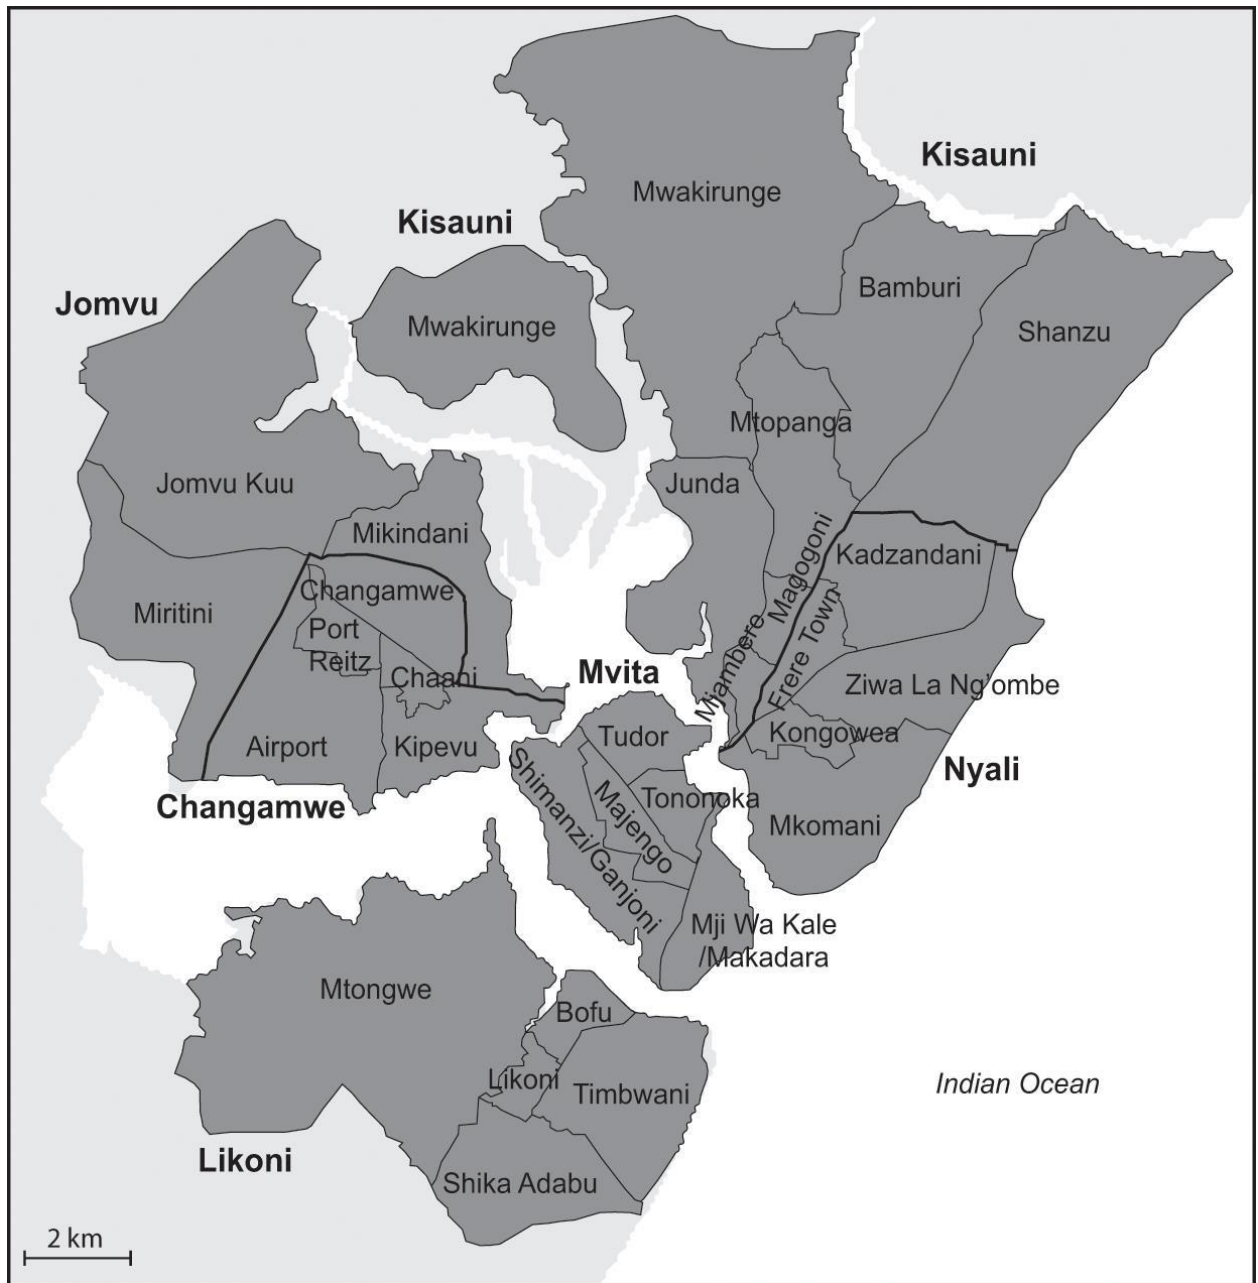 Kisauni
Mwakirunge
Kisauni
Bamburi
Jomvu
Mwakirunge
Shanzu
Mtopanga
Jomvu Kuu
Junda
Mikindani
Magogoni
Kadzandani
Changamwe
Miritini
Port
Reitz
Frere Town
Mjambere
Chaani
Mvita
Ziwa La Ng'ombe
Airport
Kipevu
Tudor
Kongowea
Nyali
Changamwe
Shimanzi/Ganjoni
Majengo
Tononoka
Mkomani
Mji Wa Kale
/Makadara
Mtongwe
Bofu
Likoni
Timbwani
Indian Ocean
Likoni
Shika Adabu
2 km